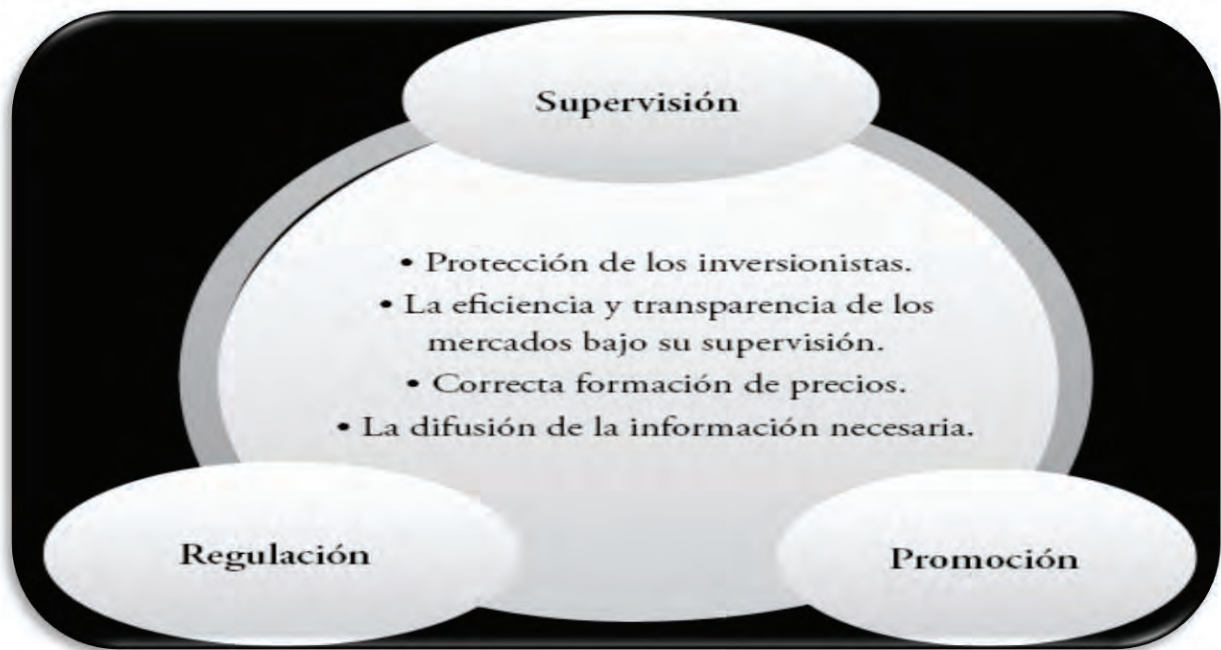 Supervisión
• Protección de los inversionistas.
• La eficiencia y transparencia de los
mercados bajo su supervisión.
• Correcta formación de precios.
• La difusión de la información necesaria.
Regulación
Promoción